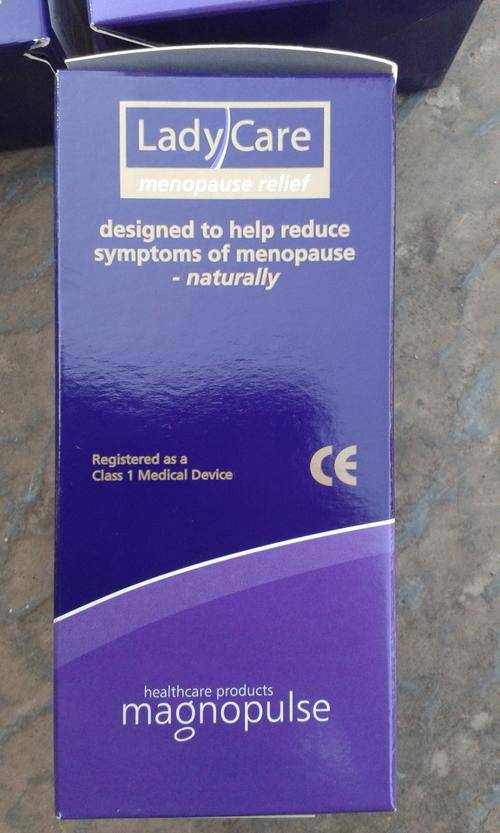 LadyCare
menopause relief
designed to help reduce
symptoms of menopause
- naturally
Registered as a
Class 1 Medical Device
CE
healthcare products
magnopulse